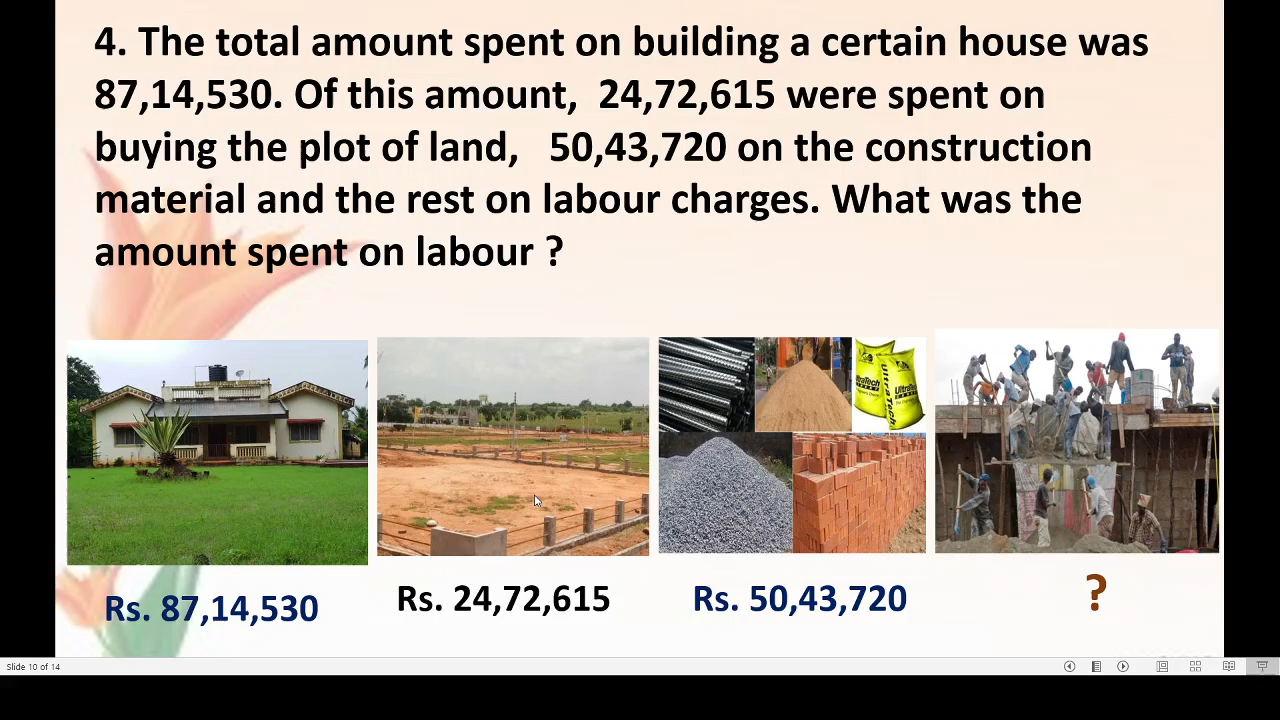 4. The total amount spent on building a certain house was
87,14,530. Of this amount, 24,72,615 were spent on
buying the plot of land, 50,43,720 on the construction
material and the rest on labour charges. What was the
amount spent on labour ?
UltraTech
UltraTech
Rs. 87,14,530
Rs. 24,72,615
Rs. 50,43,720
?
Slide 10 of 14